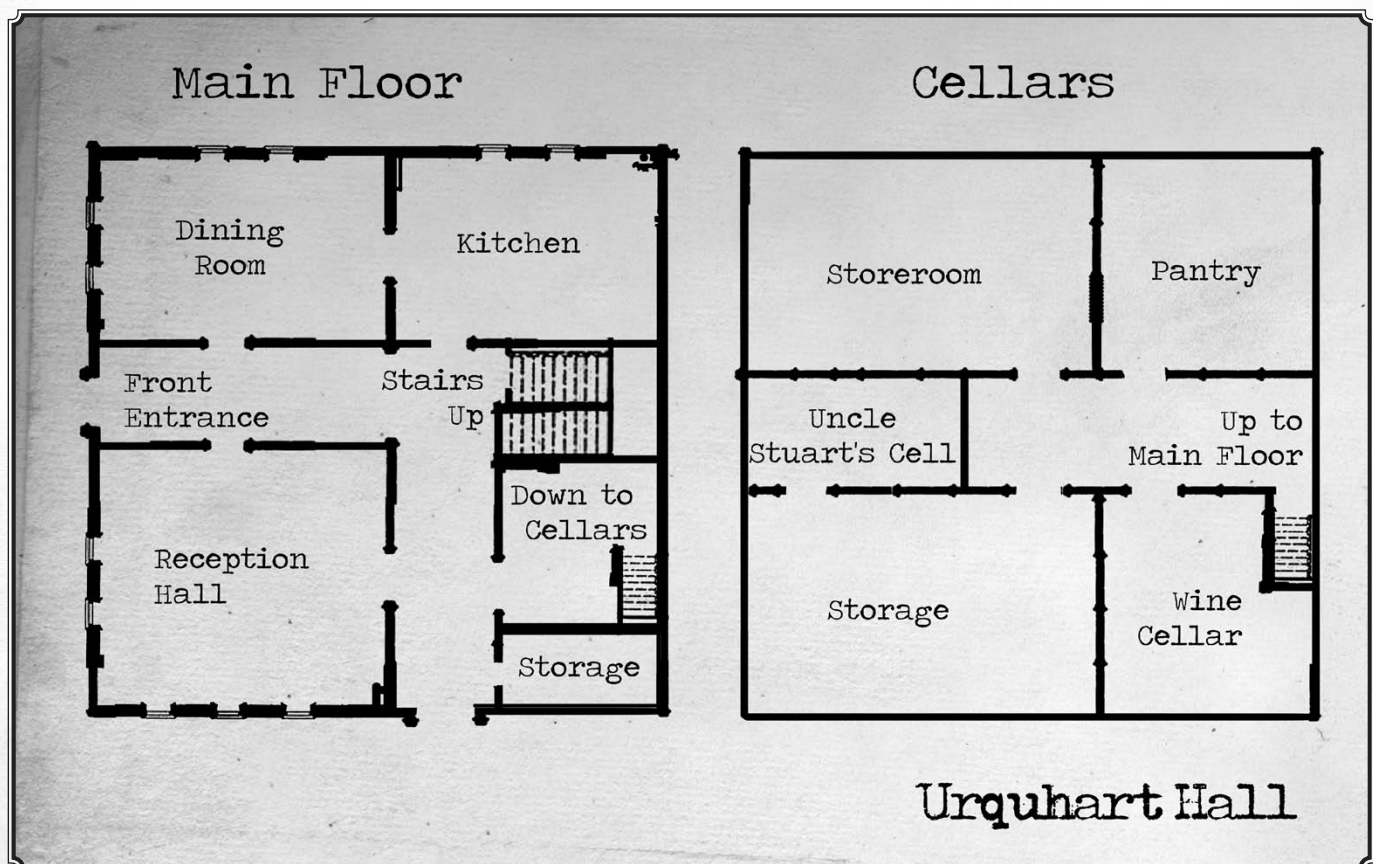 Main Floor
Cellars
Dining
Room
Kitchen
Front
Entrance
Stairs
Up
Down to
Cellars
Reception
Hall
Storage
Storeroom
Pantry
Uncle
Stuart's Cell
Up to
Main Floor
Storage
Wine
Cellar
Urquhart Hall